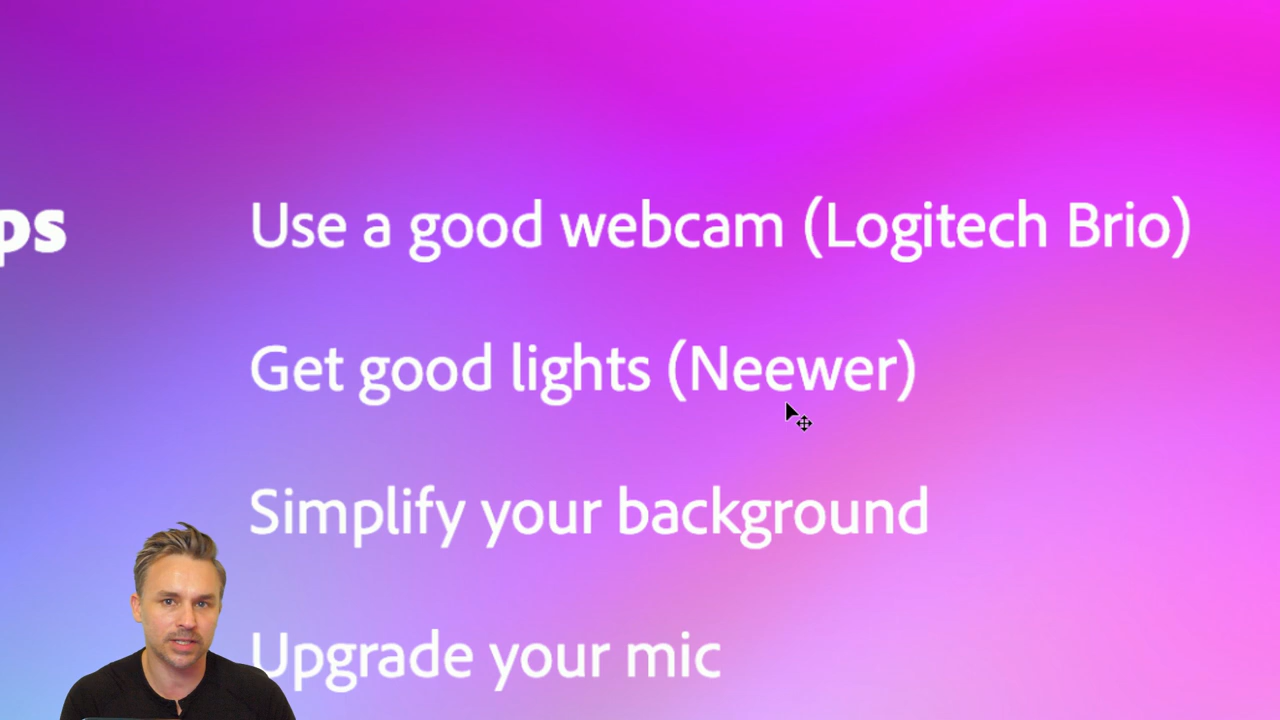 ps
Use a good webcam (Logitech Brio)
Get good lights (Neewer)
Simplify your background
Upgrade your mic